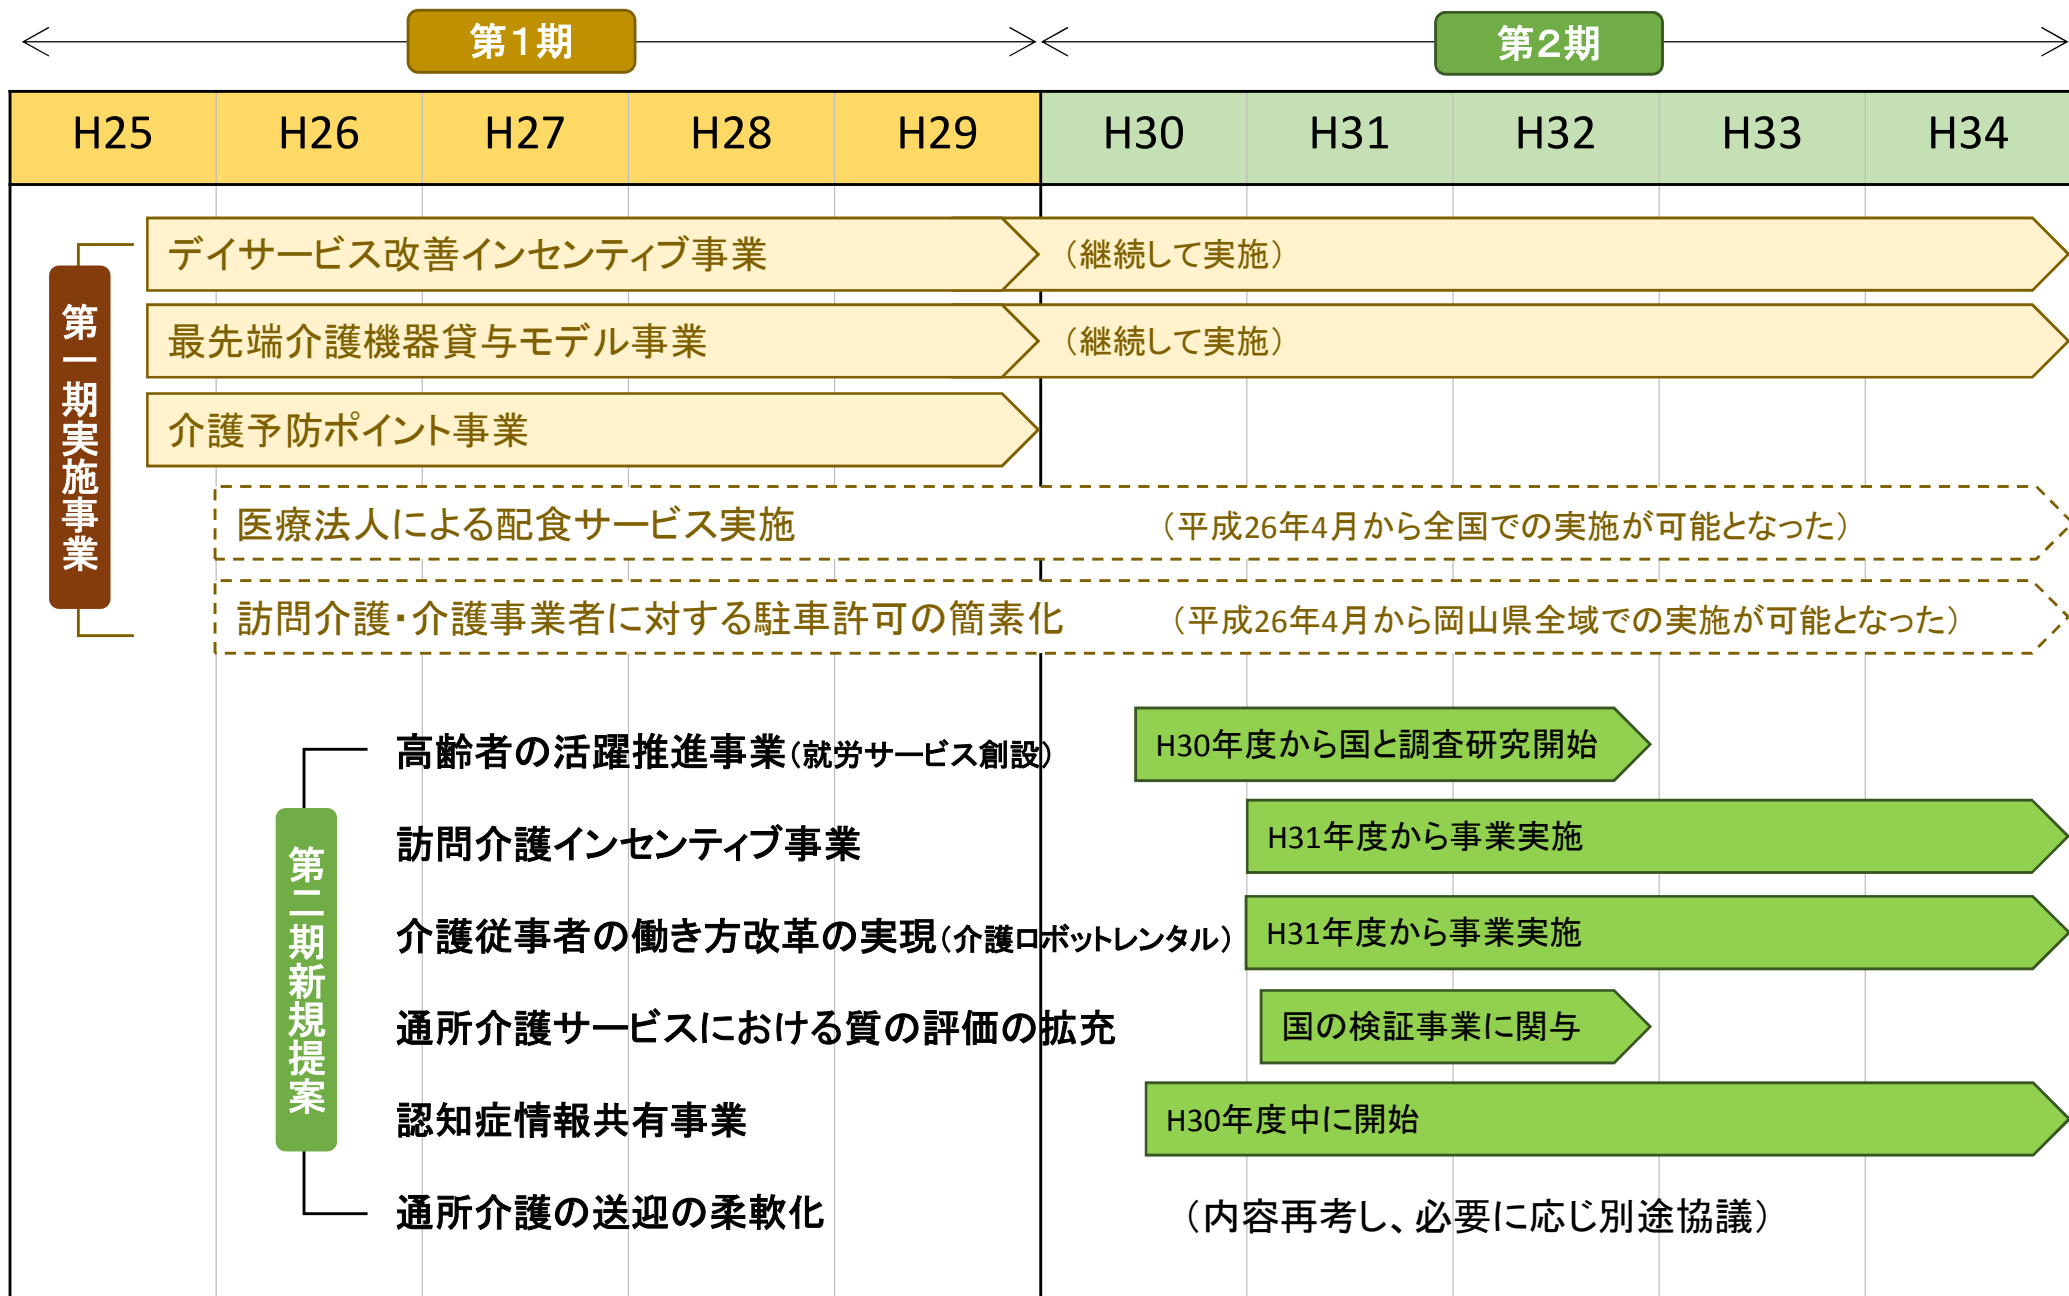 第1期
第2期
H25 H26 H27 H28 H29 H30 H31 H32 H33 H34
第一期実施事業
デイサービス改善インセンティブ事業 （継続して実施）
最先端介護機器貸与モデル事業 （継続して実施）
介護予防ポイント事業
医療法人による配食サービス実施 （平成26年4月から全国での実施が可能となった）
訪問介護・介護事業者に対する駐車許可の簡素化 （平成26年4月から岡山県全域での実施が可能となった）
第二期新規提案
高齢者の活躍推進事業（就労サービス創設） H30年度から国と調査研究開始
訪問介護インセンティブ事業 H31年度から事業実施
介護従事者の働き方改革の実現（介護ロボットレンタル） H31年度から事業実施
通所介護サービスにおける質の評価の拡充 国の検証事業に関与
認知症情報共有事業 H30年度中に開始
通所介護の送迎の柔軟化 （内容再考し、必要に応じ別途協議）